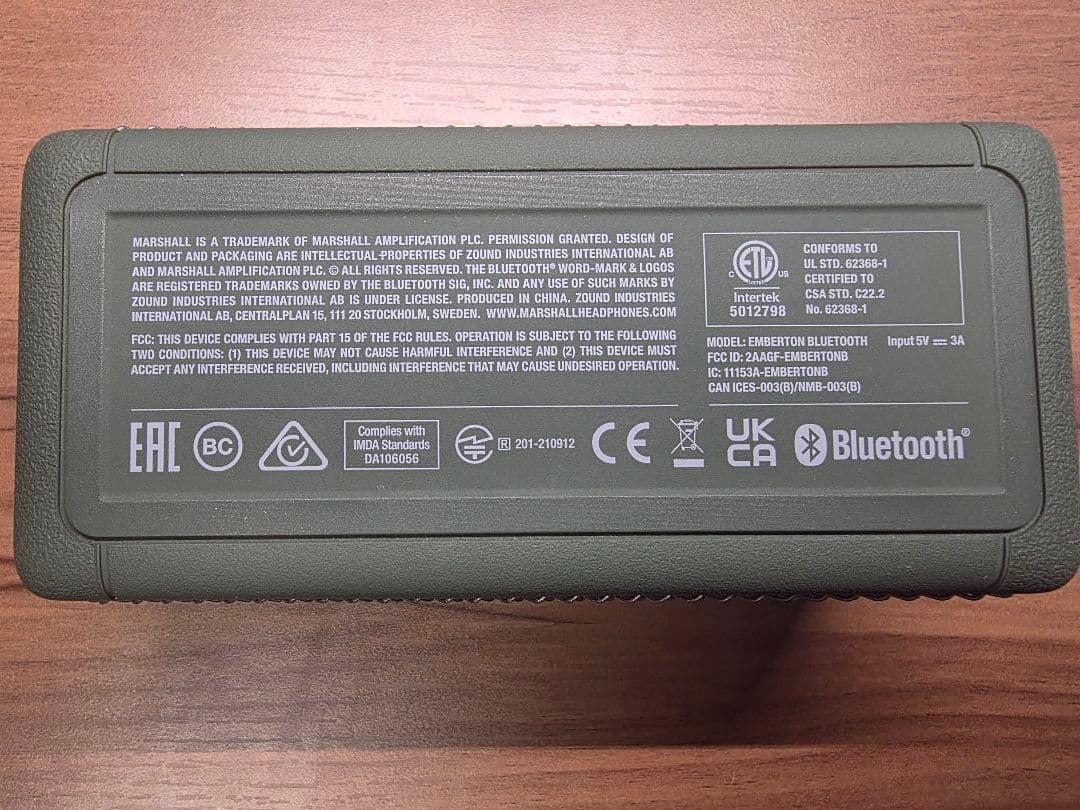 MARSHALL IS A TRADEMARK OF MARSHALL AMPLIFICATION PLC. PERMISSION GRANTED. DESIGN OF
PRODUCT AND PACKAGING ARE INTELLECTUAL-PROPERTIES OF ZOUND INDUSTRIES INTERNATIONAL AB
AND MARSHALL AMPLIFICATION PLC. © ALL RIGHTS RESERVED. THE BLUETOOTH® WORD-MARK & LOGOS
ARE REGISTERED TRADEMARKS OWNED BY THE BLUETOOTH SIG, INC. AND ANY USE OF SUCH MARKS BY
ZOUND INDUSTRIES INTERNATIONAL AB IS UNDER LICENSE. PRODUCED IN CHINA. ZOUND INDUSTRIES
INTERNATIONAL AB, CENTRALPLAN 15, 111 20 STOCKHOLM, SWEDEN. WWW.MARSHALLHEADPHONES.COM
FCC: THIS DEVICE COMPLIES WITH PART 15 OF THE FCC RULES. OPERATION IS SUBJECT TO THE FOLLOWING
TWO CONDITIONS: (1) THIS DEVICE MAY NOT CAUSE HARMFUL INTERFERENCE AND (2) THIS DEVICE MUST
ACCEPT ANY INTERFERENCE RECEIVED, INCLUDING INTERFERENCE THAT MAY CAUSE UNDESIRED OPERATION.
C ETL US
LISTED
Intertek
5012798
CONFORMS TO
UL STD. 62368-1
CERTIFIED TO
CSA STD. C22.2
No. 62368-1
MODEL: EMBERTON BLUETOOTH Input 5V ⎓ 3A
FCC ID: 2AAGF-EMBERTONB
IC: 11153A-EMBERTONB
CAN ICES-003(B)/NMB-003(B)
EAC BC
Complies with
IMDA Standards
DA106056
R 201-210912
CE
UK
CA
Bluetooth®